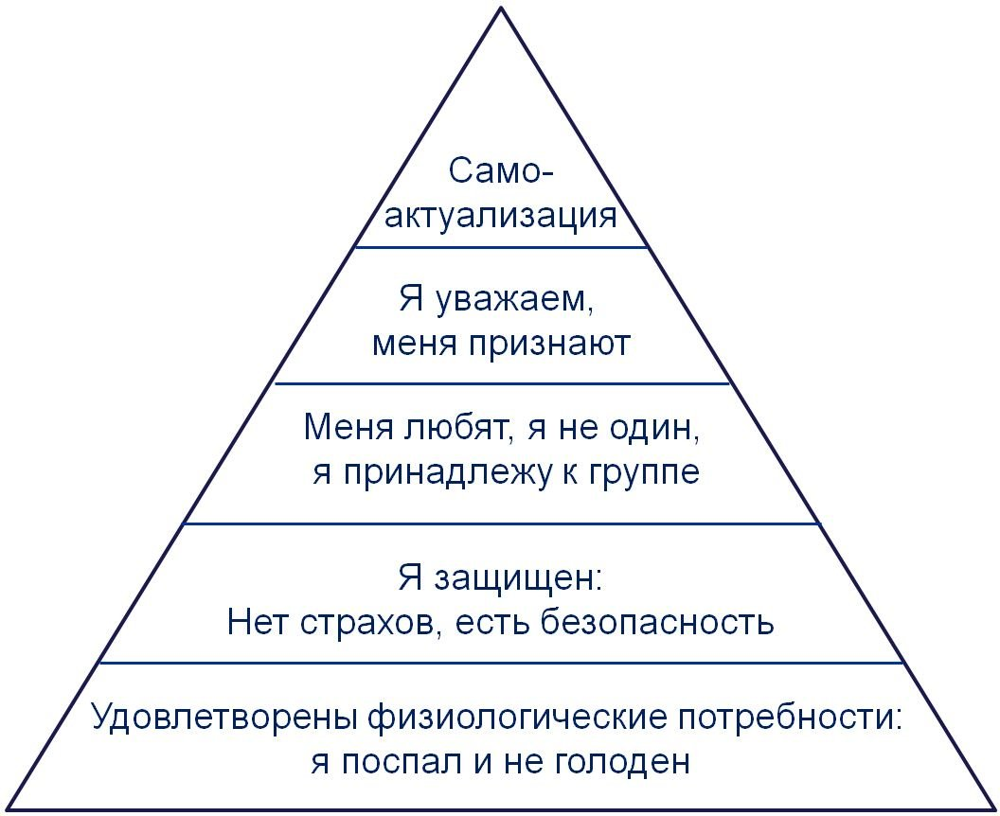 Само-
актуализация
Я уважаем,
меня признают
Меня любят, я не один,
я принадлежу к группе
Я защищен:
Нет страхов, есть безопасность
Удовлетворены физиологические потребности:
я поспал и не голоден